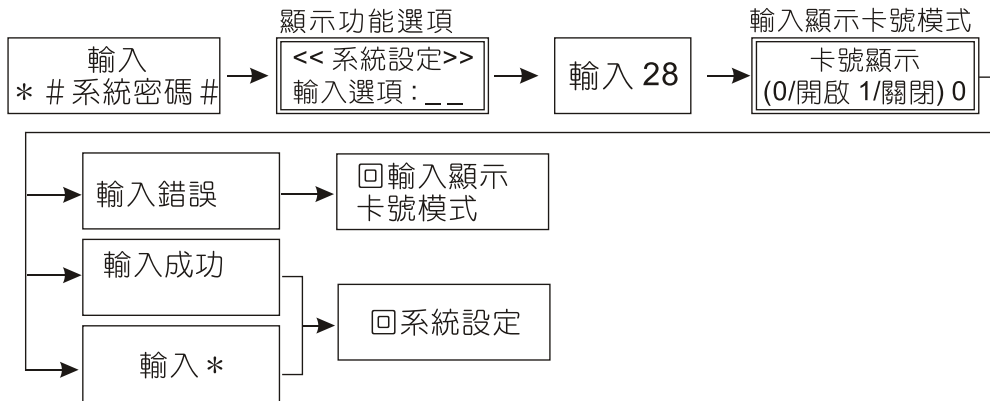 顯示功能選項
輸入顯示卡號模式
輸入
＊＃系統密碼＃
<< 系統設定>>
輸入選項:_ _
輸入 28
卡號顯示
(0/開啟 1/關閉) 0
輸入錯誤
回輸入顯示
卡號模式
輸入成功
回系統設定
輸入＊